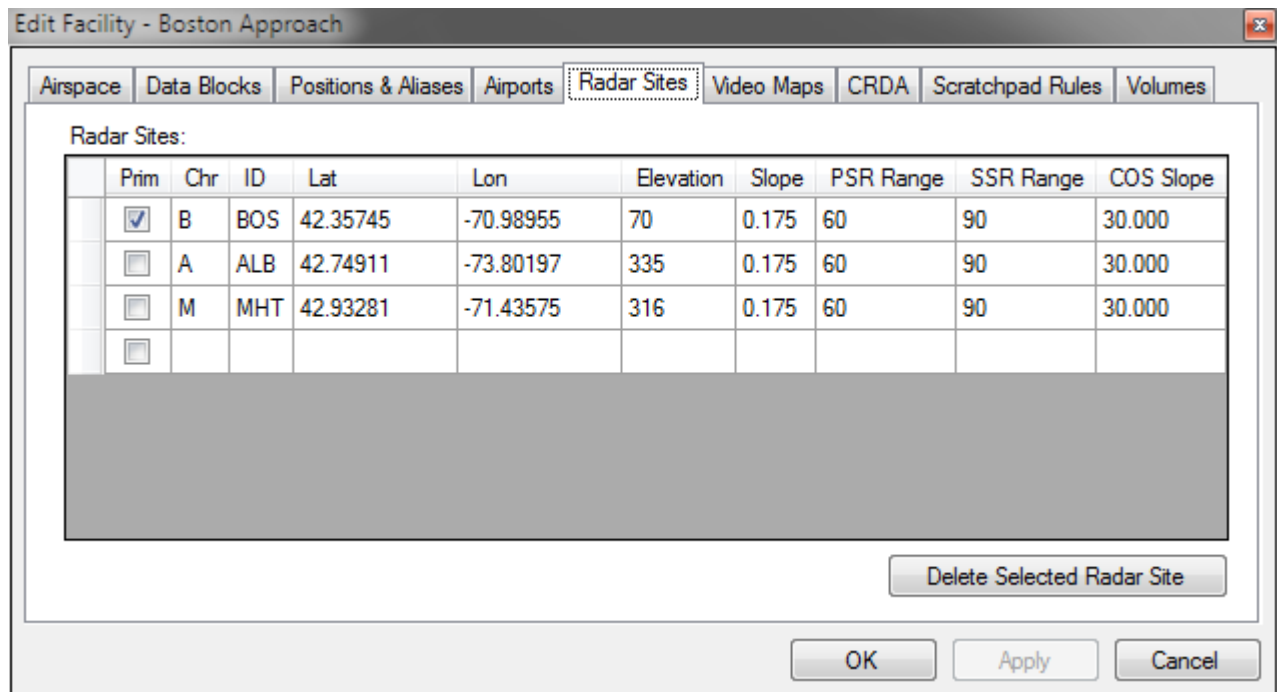 Edit Facility - Boston Approach
Airspace Data Blocks Positions & Aliases Airports Radar Sites Video Maps CRDA Scratchpad Rules Volumes
Radar Sites:
Prim Chr ID Lat Lon Elevation Slope PSR Range SSR Range COS Slope
B BOS 42.35745 -70.98955 70 0.175 60 90 30.000
A ALB 42.74911 -73.80197 335 0.175 60 90 30.000
M MHT 42.93281 -71.43575 316 0.175 60 90 30.000
Delete Selected Radar Site
OK Apply Cancel